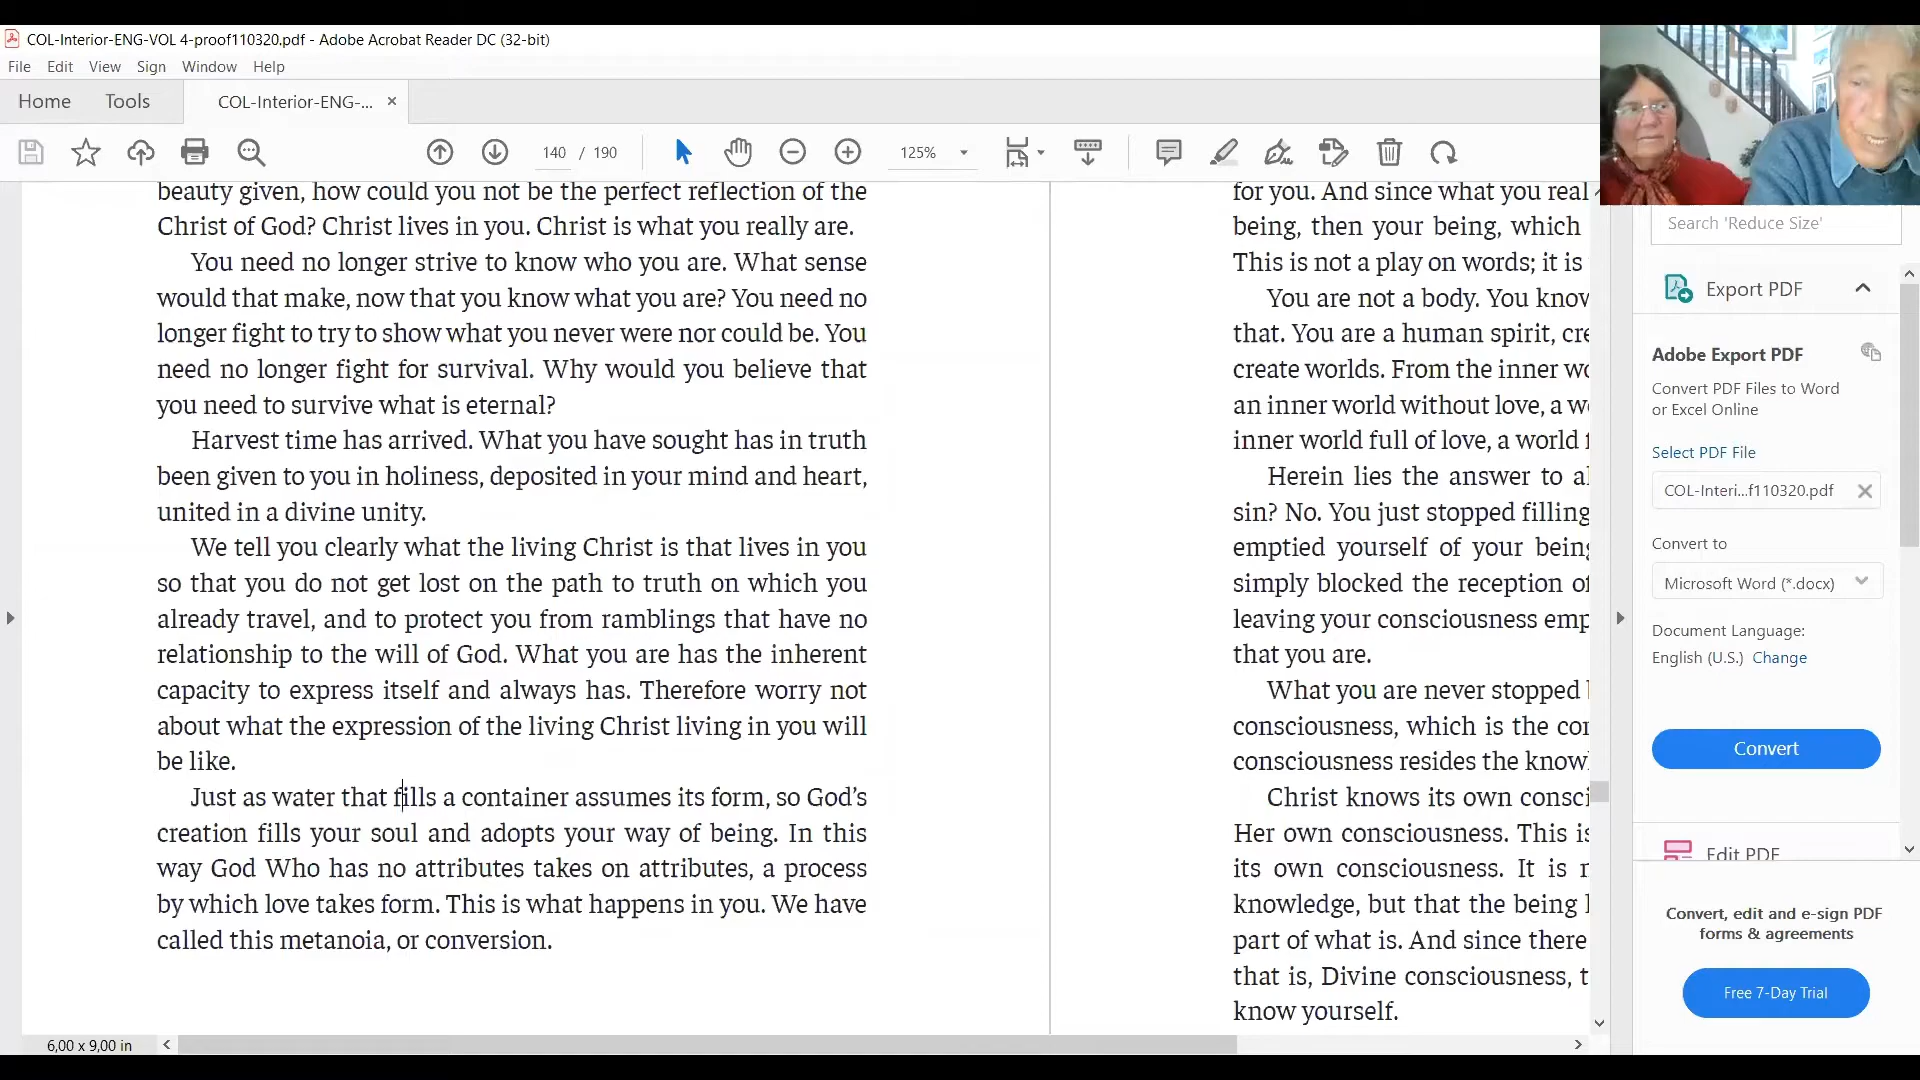 COL-Interior-ENG-VOL 4-proof110320.pdf - Adobe Acrobat Reader DC (32-bit)
File Edit View Sign Window Help
Home Tools COL-Interior-ENG-... ×
140 / 190 125%
beauty given, how could you not be the perfect reflection of the
Christ of God? Christ lives in you. Christ is what you really are.
You need no longer strive to know who you are. What sense
would that make, now that you know what you are? You need no
longer fight to try to show what you never were nor could be. You
need no longer fight for survival. Why would you believe that
you need to survive what is eternal?
Harvest time has arrived. What you have sought has in truth
been given to you in holiness, deposited in your mind and heart,
united in a divine unity.
We tell you clearly what the living Christ is that lives in you
so that you do not get lost on the path to truth on which you
already travel, and to protect you from ramblings that have no
relationship to the will of God. What you are has the inherent
capacity to express itself and always has. Therefore worry not
about what the expression of the living Christ living in you will
be like.
Just as water that fills a container assumes its form, so God’s
creation fills your soul and adopts your way of being. In this
way God Who has no attributes takes on attributes, a process
by which love takes form. This is what happens in you. We have
called this metanoia, or conversion.
6,00 x 9,00 in
for you. And since what you real
being, then your being, which
This is not a play on words; it is
You are not a body. You know
that. You are a human spirit, cre
create worlds. From the inner wo
an inner world without love, a wo
inner world full of love, a world
Herein lies the answer to al
sin? No. You just stopped filling
emptied yourself of your being
simply blocked the reception of
leaving your consciousness emp
that you are.
What you are never stopped
consciousness, which is the con
consciousness resides the knowl
Christ knows its own consci
Her own consciousness. This is
its own consciousness. It is
knowledge, but that the being
part of what is. And since there
that is, Divine consciousness, t
know yourself.
Search 'Reduce Size'
Export PDF
Adobe Export PDF
Convert PDF Files to Word
or Excel Online
Select PDF File
COL-Interi...f110320.pdf
Convert to
Microsoft Word (*.docx)
Document Language:
English (U.S.) Change
Convert
Edit PDF
Convert, edit and e-sign PDF
forms & agreements
Free 7-Day Trial